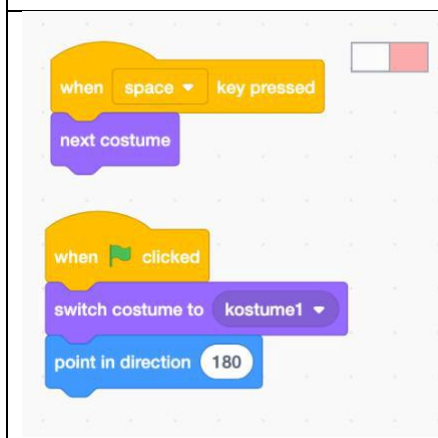 when space key pressed
next costume
when clicked
switch costume to kostume1
point in direction 180